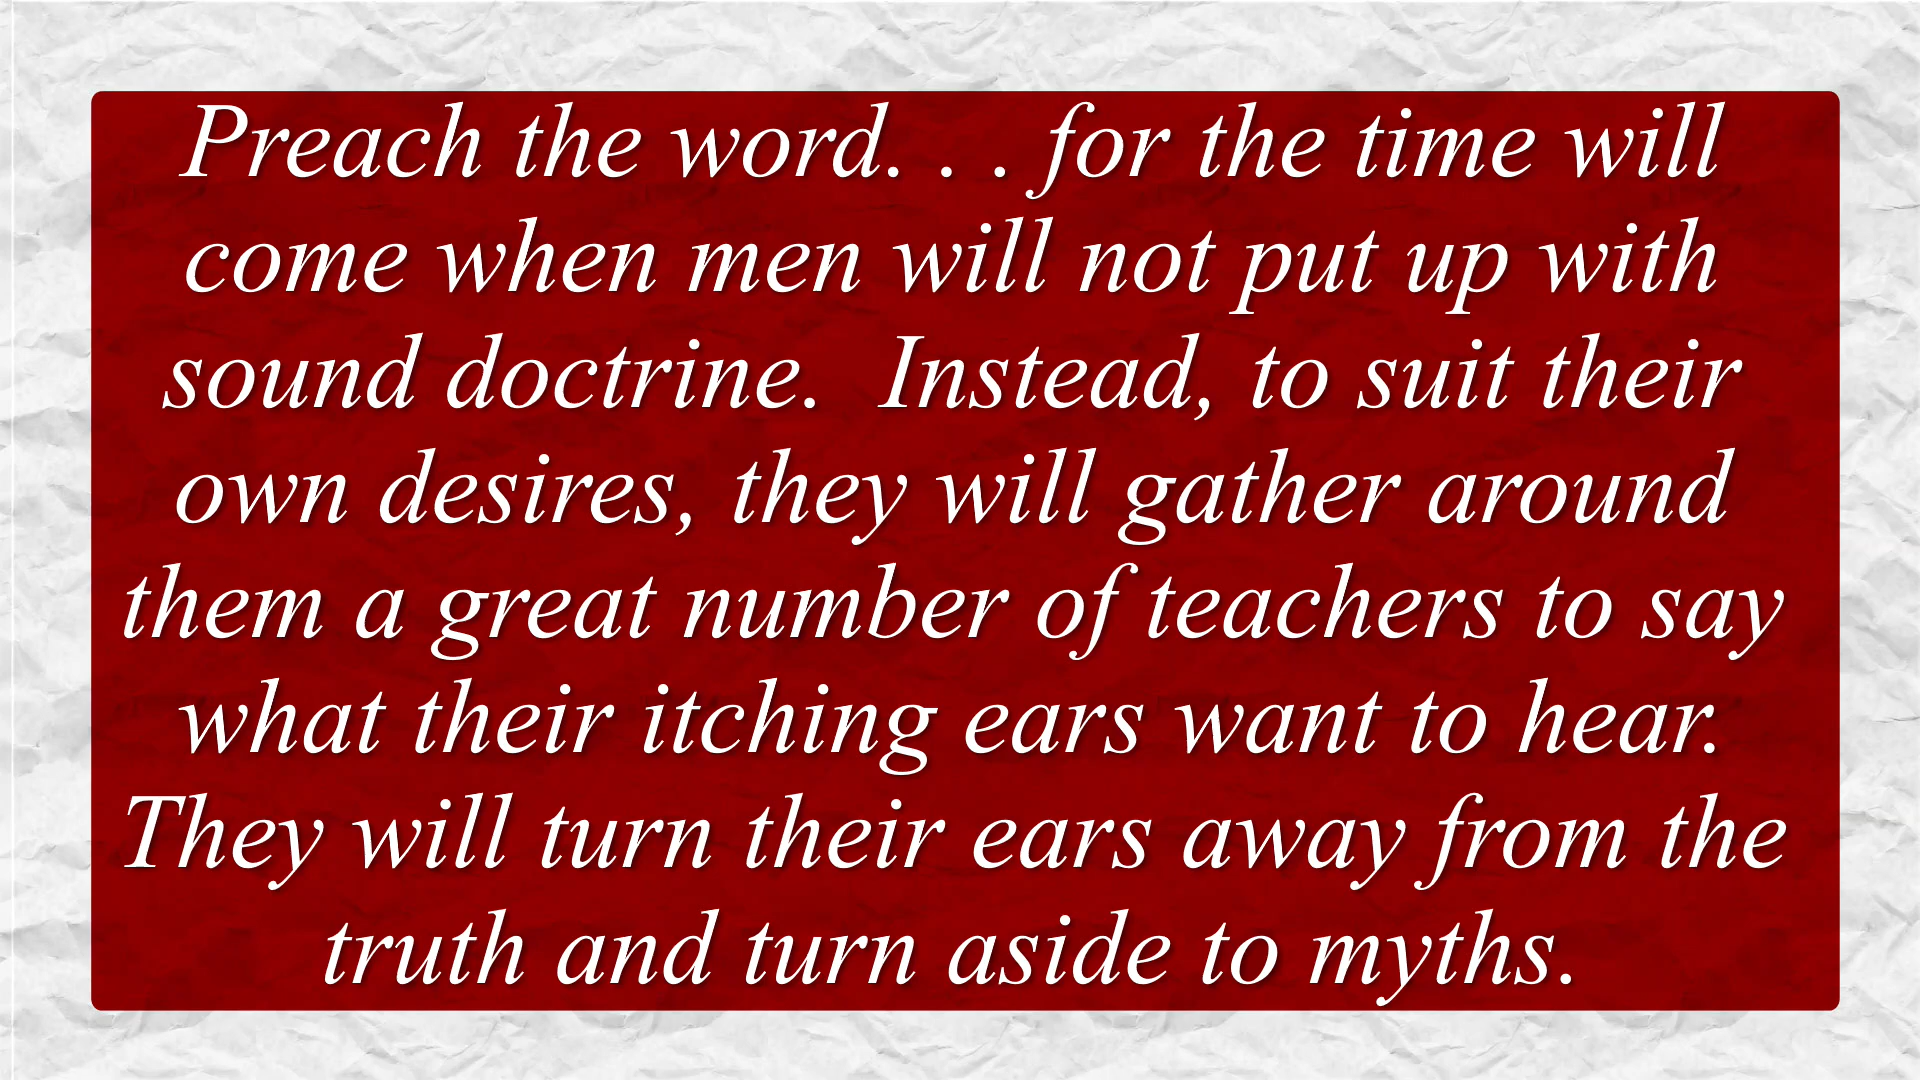 Preach the word. . . for the time will
come when men will not put up with
sound doctrine.  Instead, to suit their
own desires, they will gather around
them a great number of teachers to say
what their itching ears want to hear.
They will turn their ears away from the
truth and turn aside to myths.